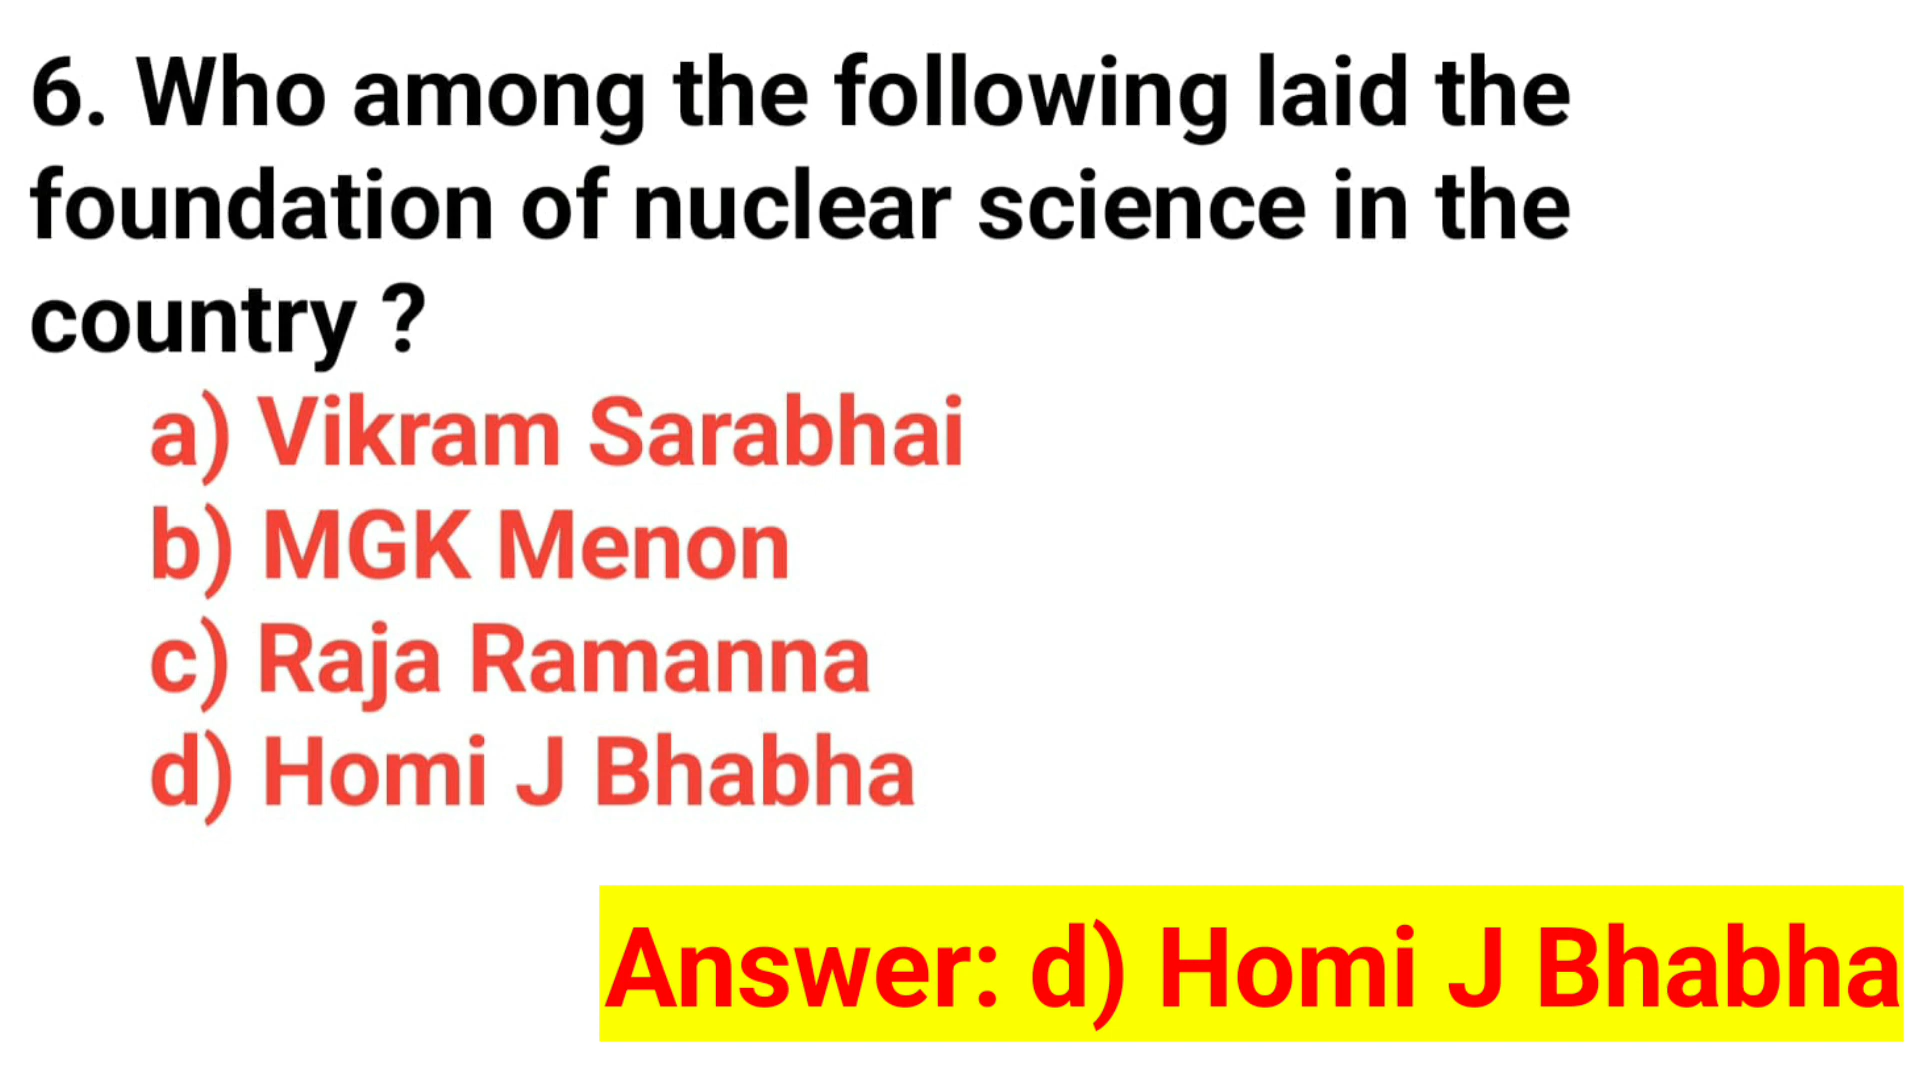 6. Who among the following laid the
foundation of nuclear science in the
country ?
a) Vikram Sarabhai
b) MGK Menon
c) Raja Ramanna
d) Homi J Bhabha
Answer: d) Homi J Bhabha